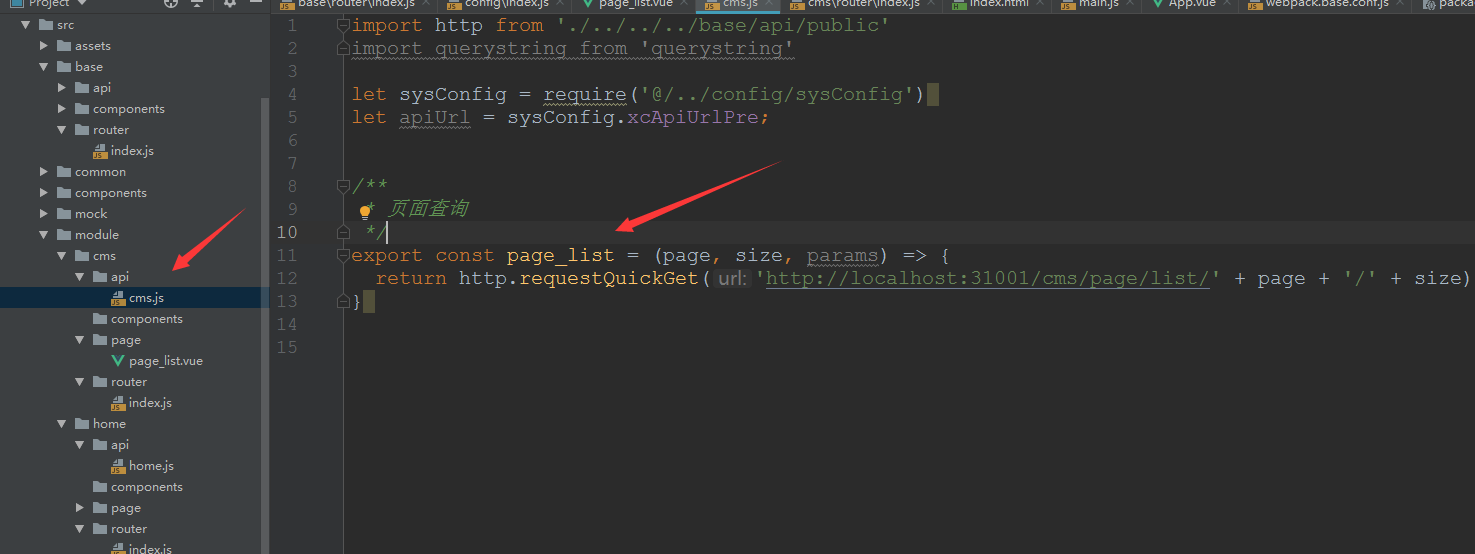 Project
base\router\index.js
config\index.js
page_list.vue
cms.js
cms\router\index.js
index.html
main.js
App.vue
webpack.base.conf.js
packa
src
assets
base
api
components
router
index.js
common
components
mock
module
cms
api
cms.js
components
page
page_list.vue
router
index.js
home
api
home.js
components
page
router
index.js
1 import http from './../../../base/api/public'
2 import querystring from 'querystring'
3
4 let sysConfig = require('@/../config/sysConfig')
5 let apiUrl = sysConfig.xcApiUrlPre;
6
7
8 /**
9 * 页面查询
10 */
11 export const page_list = (page, size, params) => {
12 return http.requestQuickGet( url: 'http://localhost:31001/cms/page/list/' + page + '/' + size)
13 }
14
15